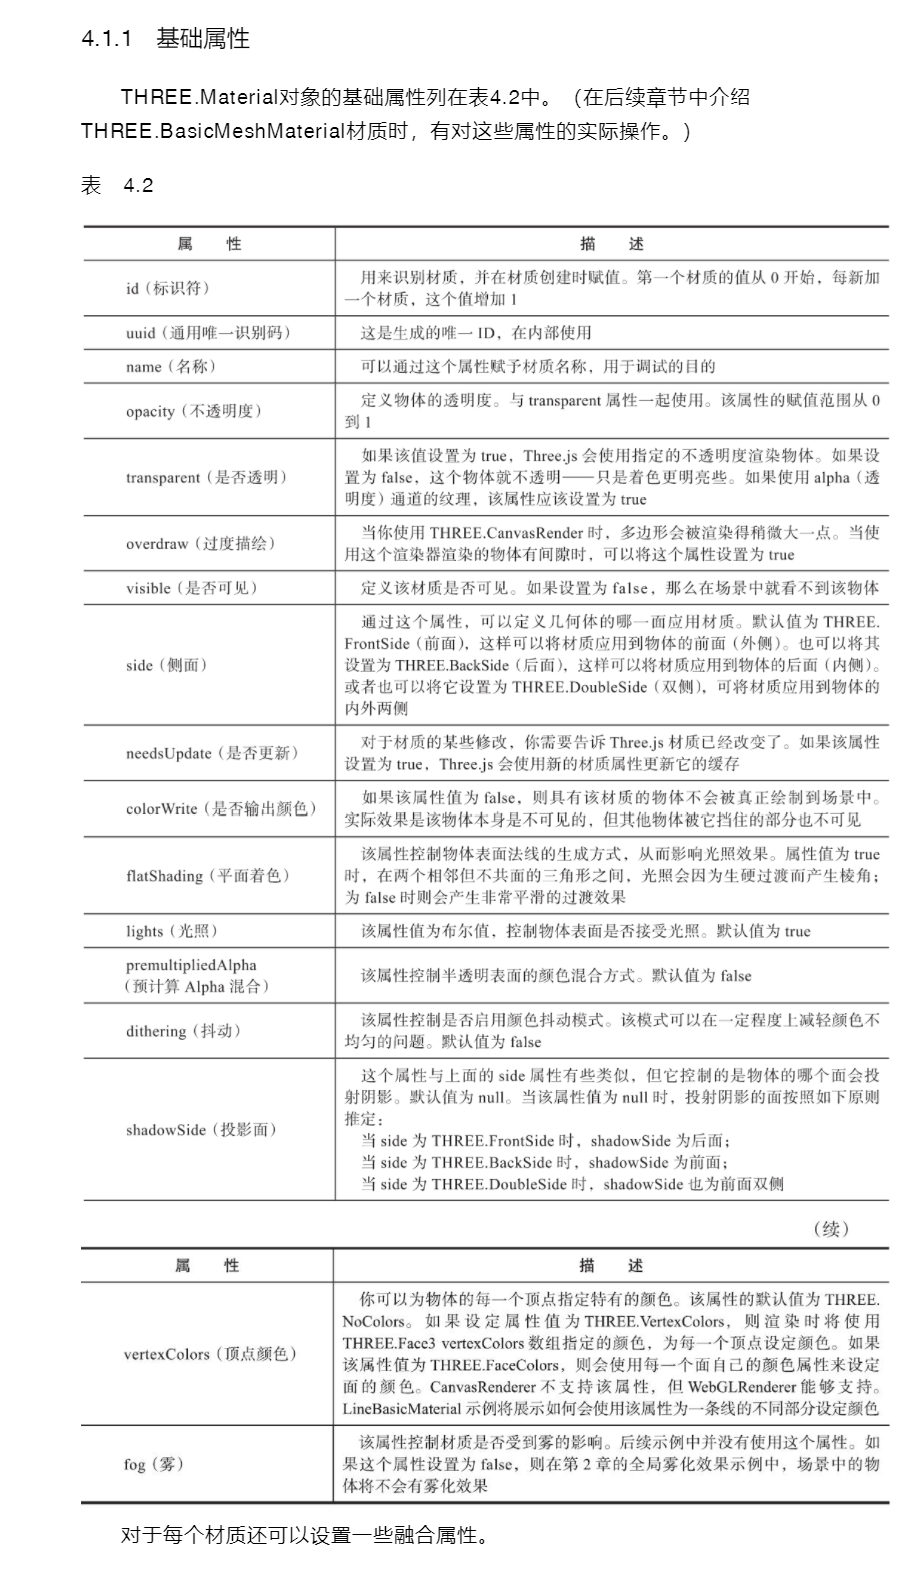 4.1.1 基础属性
THREE.Material对象的基础属性列在表4.2中。（在后续章节中介绍
THREE.BasicMeshMaterial材质时，有对这些属性的实际操作。）
表 4.2
属 性 描 述
id（标识符）
用来识别材质，并在材质创建时赋值。第一个材质的值从 0 开始，每新加
一个材质，这个值增加 1
uuid（通用唯一识别码） 这是生成的唯一 ID，在内部使用
name（名称） 可以通过这个属性赋予材质名称，用于调试的目的
opacity（不透明度）
定义物体的透明度。与 transparent 属性一起使用。该属性的赋值范围从 0
到 1
transparent（是否透明）
如果该值设置为 true，Three.js 会使用指定的不透明度渲染物体。如果设
置为 false，这个物体就不透明——只是着色更明亮些。如果使用 alpha（透
明度）通道的纹理，该属性应该设置为 true
overdraw（过度描绘）
当你使用 THREE.CanvasRender 时，多边形会被渲染得稍微大一点。当使
用这个渲染器渲染的物体有间隙时，可以将这个属性设置为 true
visible（是否可见） 定义该材质是否可见。如果设置为 false，那么在场景中就看不到该物体
side（侧面）
通过这个属性，可以定义几何体的哪一面应用材质。默认值为 THREE.
FrontSide（前面），这样可以将材质应用到物体的前面（外侧）。也可以将其
设置为 THREE.BackSide（后面），这样可以将材质应用到物体的后面（内侧）。
或者也可以将它设置为 THREE.DoubleSide（双侧），可将材质应用到物体的
内外两侧
needsUpdate（是否更新）
对于材质的某些修改，你需要告诉 Three.js 材质已经改变了。如果该属性
设置为 true，Three.js 会使用新的材质属性更新它的缓存
colorWrite（是否输出颜色）
如果该属性值为 false，则具有该材质的物体不会被真正绘制到场景中。
实际效果是该物体本身是不可见的，但其他物体被它挡住的部分也不可见
flatShading（平面着色）
该属性控制物体表面法线的生成方式，从而影响光照效果。属性值为 true
时，在两个相邻但不共面的三角形之间，光照会因为生硬过渡而产生棱角；
为 false 时则会产生非常平滑的过渡效果
lights（光照） 该属性值为布尔值，控制物体表面是否接受光照。默认值为 true
premultipliedAlpha
（预计算 Alpha 混合）
该属性控制半透明表面的颜色混合方式。默认值为 false
dithering（抖动）
该属性控制是否启用颜色抖动模式。该模式可以在一定程度上减轻颜色不
均匀的问题。默认值为 false
shadowSide（投影面）
这个属性与上面的 side 属性有些类似，但它控制的是物体的哪个面会投
射阴影。默认值为 null。当该属性值为 null 时，投射阴影的面按照如下原则
推定：
当 side 为 THREE.FrontSide 时，shadowSide 为后面；
当 side 为 THREE.BackSide 时，shadowSide 为前面；
当 side 为 THREE.DoubleSide 时，shadowSide 也为前面双侧
（续）
属 性 描 述
vertexColors（顶点颜色）
你可以为物体的每一个顶点指定特有的颜色。该属性的默认值为 THREE.
NoColors。如果设定属性值为 THREE.VertexColors，则渲染时将使用
THREE.Face3 vertexColors 数组指定的颜色，为每一个顶点设定颜色。如果
该属性值为 THREE.FaceColors，则会使用每一个面自己的颜色属性来设定
面的颜色。CanvasRenderer 不支持该属性，但 WebGLRenderer 能够支持。
LineBasicMaterial 示例将展示如何会使用该属性为一条线的不同部分设定颜色
fog（雾）
该属性控制材质是否受到雾的影响。后续示例中并没有使用这个属性。如
果这个属性设置为 false，则在第 2 章的全局雾化效果示例中，场景中的物
体将不会有雾化效果
对于每个材质还可以设置一些融合属性。